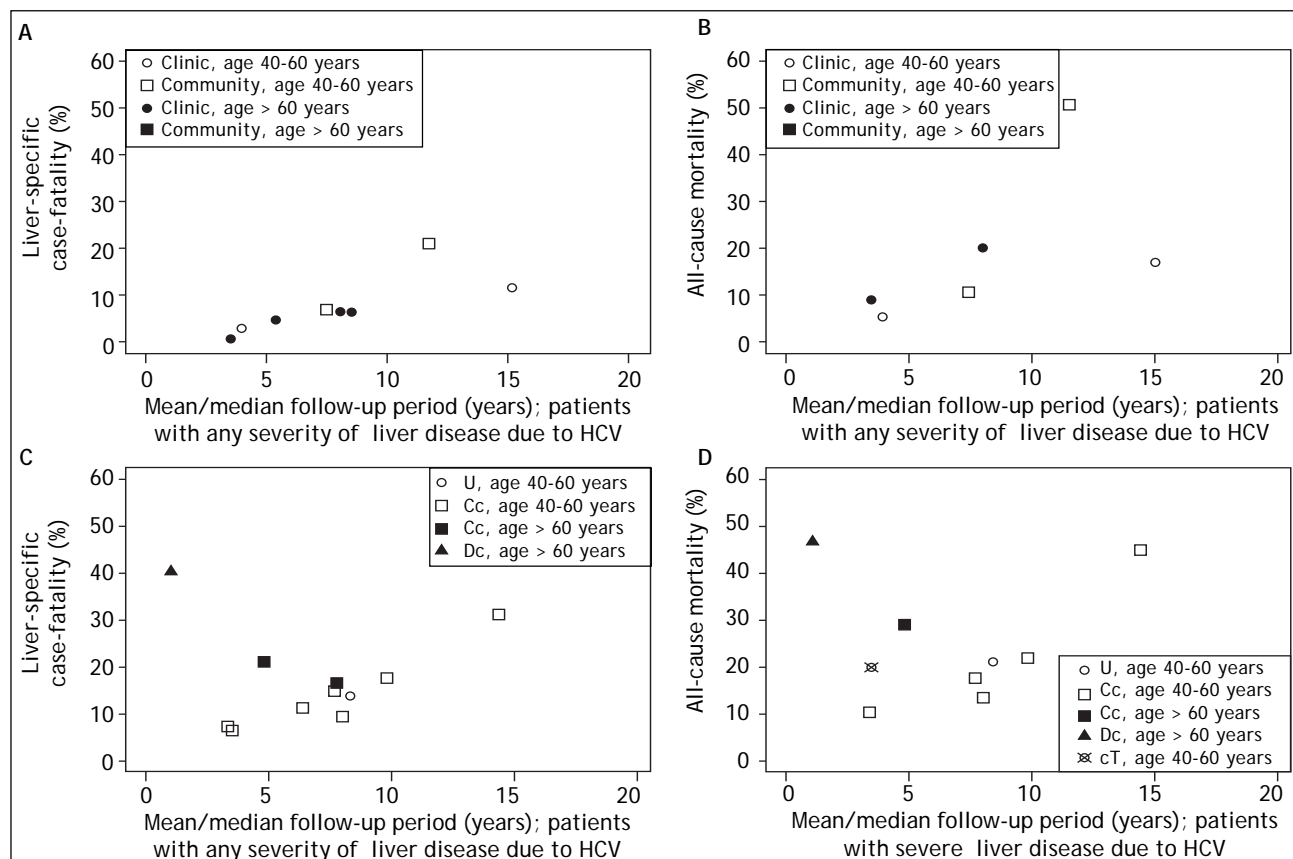 A
Liver-specific
case-fatality (%)
60
50
40
30
20
10
0
Clinic, age 40-60 years
Community, age 40-60 years
Clinic, age > 60 years
Community, age > 60 years
0 5 10 15 20
Mean/median follow-up period (years); patients
with any severity of liver disease due to HCV
B
All-cause mortality (%)
60
50
40
30
20
10
0
Clinic, age 40-60 years
Community, age 40-60 years
Clinic, age > 60 years
Community, age > 60 years
0 5 10 15 20
Mean/median follow-up period (years); patients
with any severity of liver disease due to HCV
C
Liver-specific
case-fatality (%)
60
50
40
30
20
10
0
U, age 40-60 years
Cc, age 40-60 years
Cc, age > 60 years
Dc, age > 60 years
0 5 10 15 20
Mean/median follow-up period (years); patients
with any severity of liver disease due to HCV
D
All-cause mortality (%)
60
50
40
30
20
10
0
U, age 40-60 years
Cc, age 40-60 years
Cc, age > 60 years
Dc, age > 60 years
cT, age 40-60 years
0 5 10 15 20
Mean/median follow-up period (years); patients
with severe liver disease due to HCV